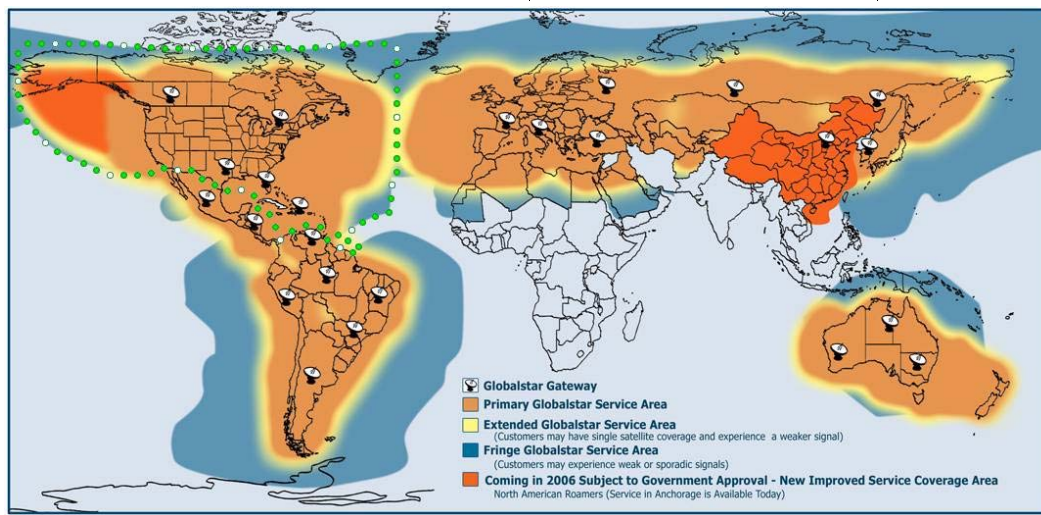 Globalstar Gateway
Primary Globalstar Service Area
Extended Globalstar Service Area
(Customers may have single satellite coverage and experience a weaker signal)
Fringe Globalstar Service Area
(Customers may experience weak or sporadic signals)
Coming in 2006 Subject to Government Approval - New Improved Service Coverage Area
North American Roamers (Service in Anchorage is Available Today)